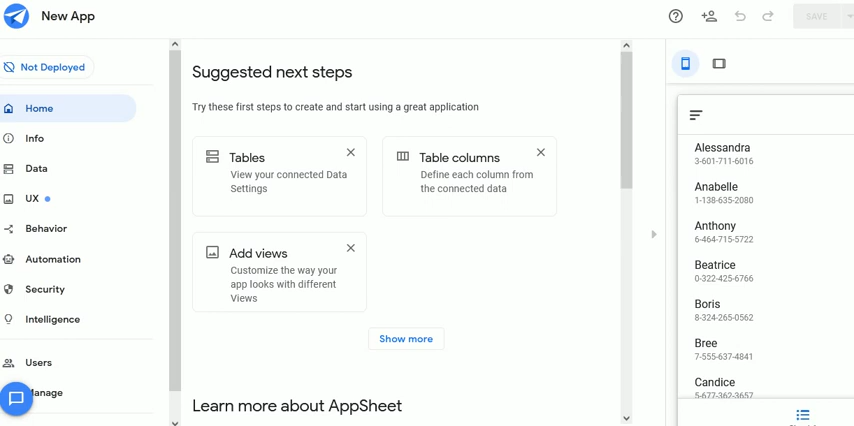 New App
SAVE
Not Deployed
Home
Info
Data
UX
Behavior
Automation
Security
Intelligence
Users
Manage
Suggested next steps
Try these first steps to create and start using a great application
Tables
View your connected Data
Settings
Table columns
Define each column from
the connected data
Add views
Customize the way your
app looks with different
Views
Show more
Learn more about AppSheet
Alessandra
3-601-711-6016
Anabelle
1-138-635-2080
Anthony
6-464-715-5722
Beatrice
0-322-425-6766
Boris
8-324-265-0562
Bree
7-555-637-4841
Candice
5-677-362-3657